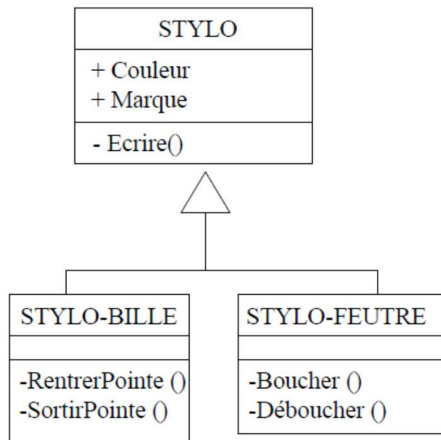 STYLO
+ Couleur
+ Marque
- Ecrire()
STYLO-BILLE
-RentrerPointe ()
-SortirPointe ()
STYLO-FEUTRE
-Boucher ()
-Déboucher ()